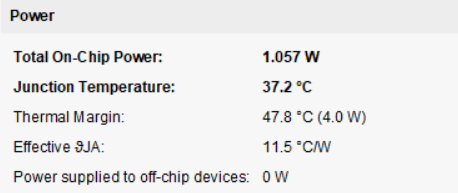 Power
Total On-Chip Power: 1.057 W
Junction Temperature: 37.2 °C
Thermal Margin: 47.8 °C (4.0 W)
Effective ϑJA: 11.5 °C/W
Power supplied to off-chip devices: 0 W